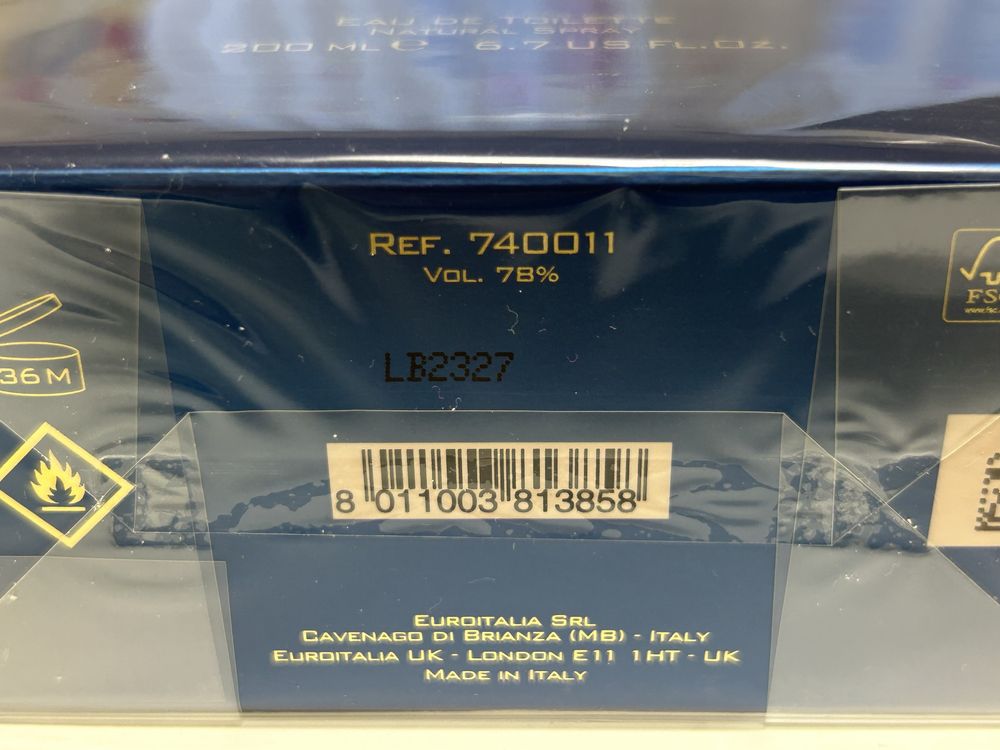 EAU DE TOILETTE
NATURAL SPRAY
200 ML ℮ 6.7 US FL.OZ.
REF. 740011
VOL. 78%
LB2327
36M
FS
www.fsc.
8 011003 813858
EUROITALIA SRL
CAVENAGO DI BRIANZA (MB) - ITALY
EUROITALIA UK - LONDON E11 1HT - UK
MADE IN ITALY